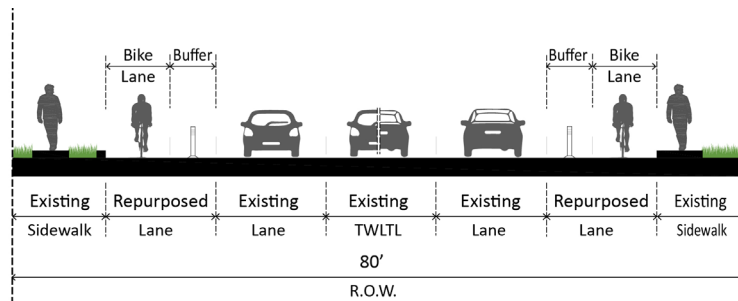 Bike Buffer Buffer Bike
Lane Lane
Existing Repurposed Existing Existing Existing Repurposed Existing
Sidewalk Lane Lane TWLTL Lane Lane Sidewalk
80’
R.O.W.